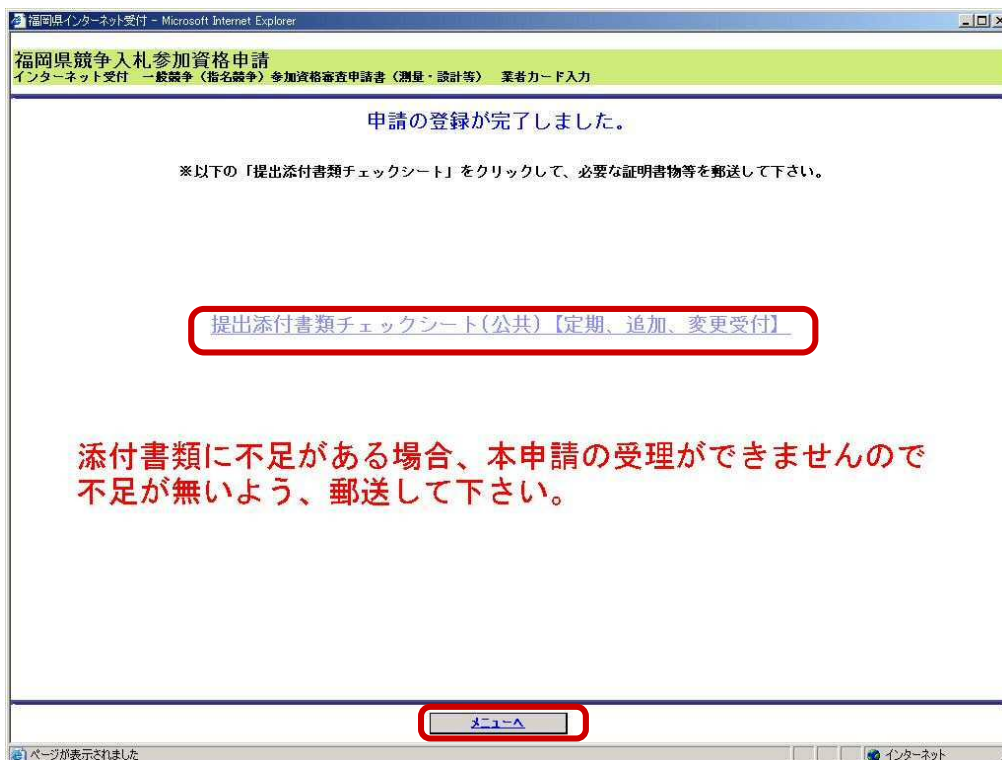 福岡県インターネット受付 - Microsoft Internet Explorer
福岡県競争入札参加資格申請
インターネット受付 一般競争（指名競争）参加資格審査申請書（測量・設計等） 業者カード入力
申請の登録が完了しました。
※以下の「提出添付書類チェックシート」をクリックして、必要な証明書物等を郵送して下さい。
提出添付書類チェックシート(公共)【定期、追加、変更受付】
添付書類に不足がある場合、本申請の受理ができませんので
不足が無いよう、郵送して下さい。
メニューへ
ページが表示されました インターネット